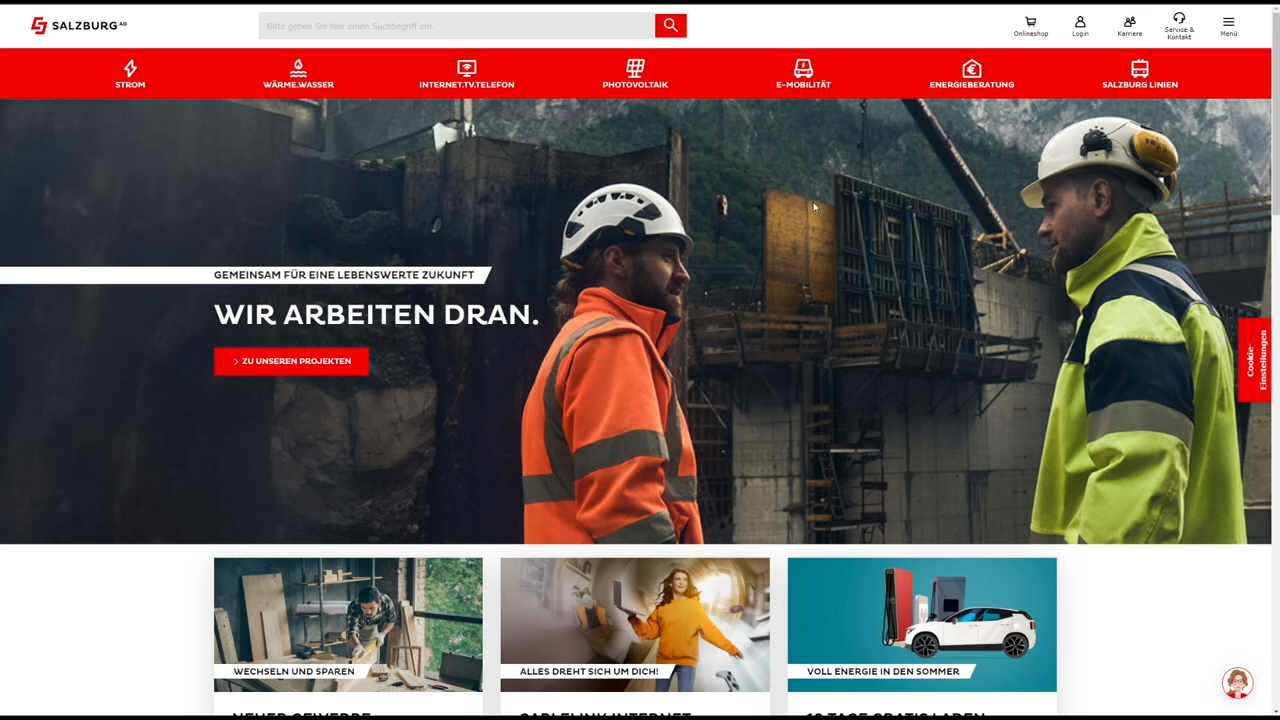 SALZBURG AG
Bitte geben Sie hier einen Suchbegriff ein.
Onlineshop
Login
Karriere
Service &
Kontakt
Menü
STROM
WÄRME.WASSER
INTERNET.TV.TELEFON
PHOTOVOLTAIK
E-MOBILITÄT
ENERGIEBERATUNG
SALZBURG LINIEN
GEMEINSAM FÜR EINE LEBENSWERTE ZUKUNFT
WIR ARBEITEN DRAN.
ZU UNSEREN PROJEKTEN
Cookie-
Einstellungen
WECHSELN UND SPAREN
ALLES DREHT SICH UM DICH!
VOLL ENERGIE IN DEN SOMMER